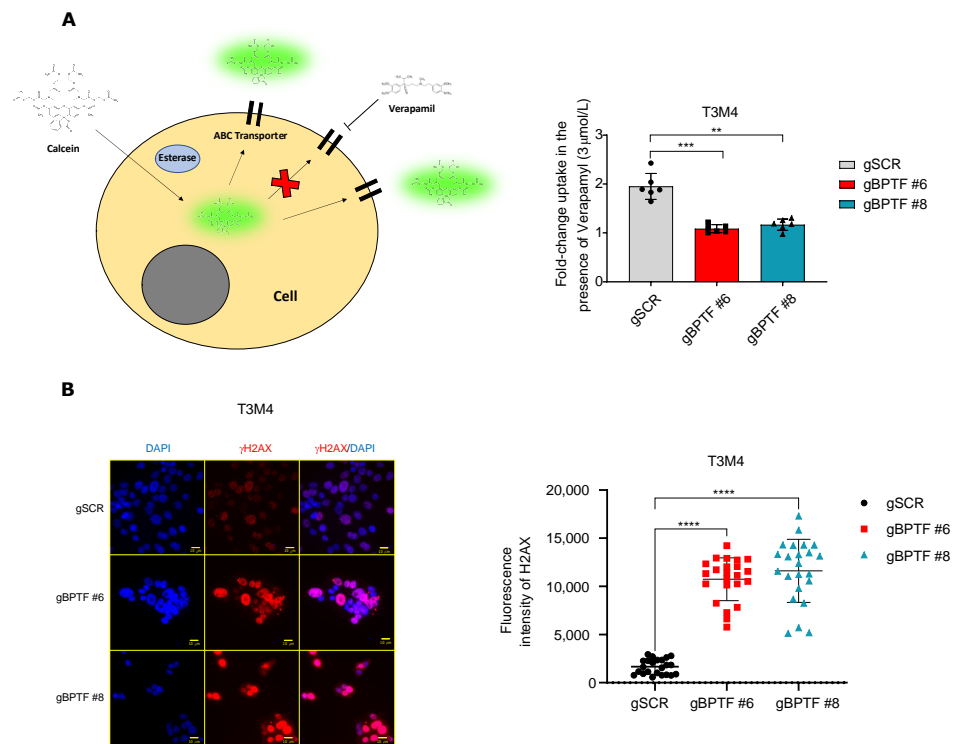 A
Calcein
Esterase
ABC Transporter
Verapamil
Cell
T3M4
Fold-change uptake in the
presence of Verapamyl (3 µmol/L)
3
2
1
0
***
**
gSCR
gBPTF #6
gBPTF #8
gSCR
gBPTF #6
gBPTF #8
B
T3M4
DAPI
γH2AX
γH2AX/DAPI
gSCR
gBPTF #6
gBPTF #8
T3M4
Fluorescence
intensity of H2AX
20,000
15,000
10,000
5,000
0
****
****
gSCR
gBPTF #6
gBPTF #8
gSCR
gBPTF #6
gBPTF #8